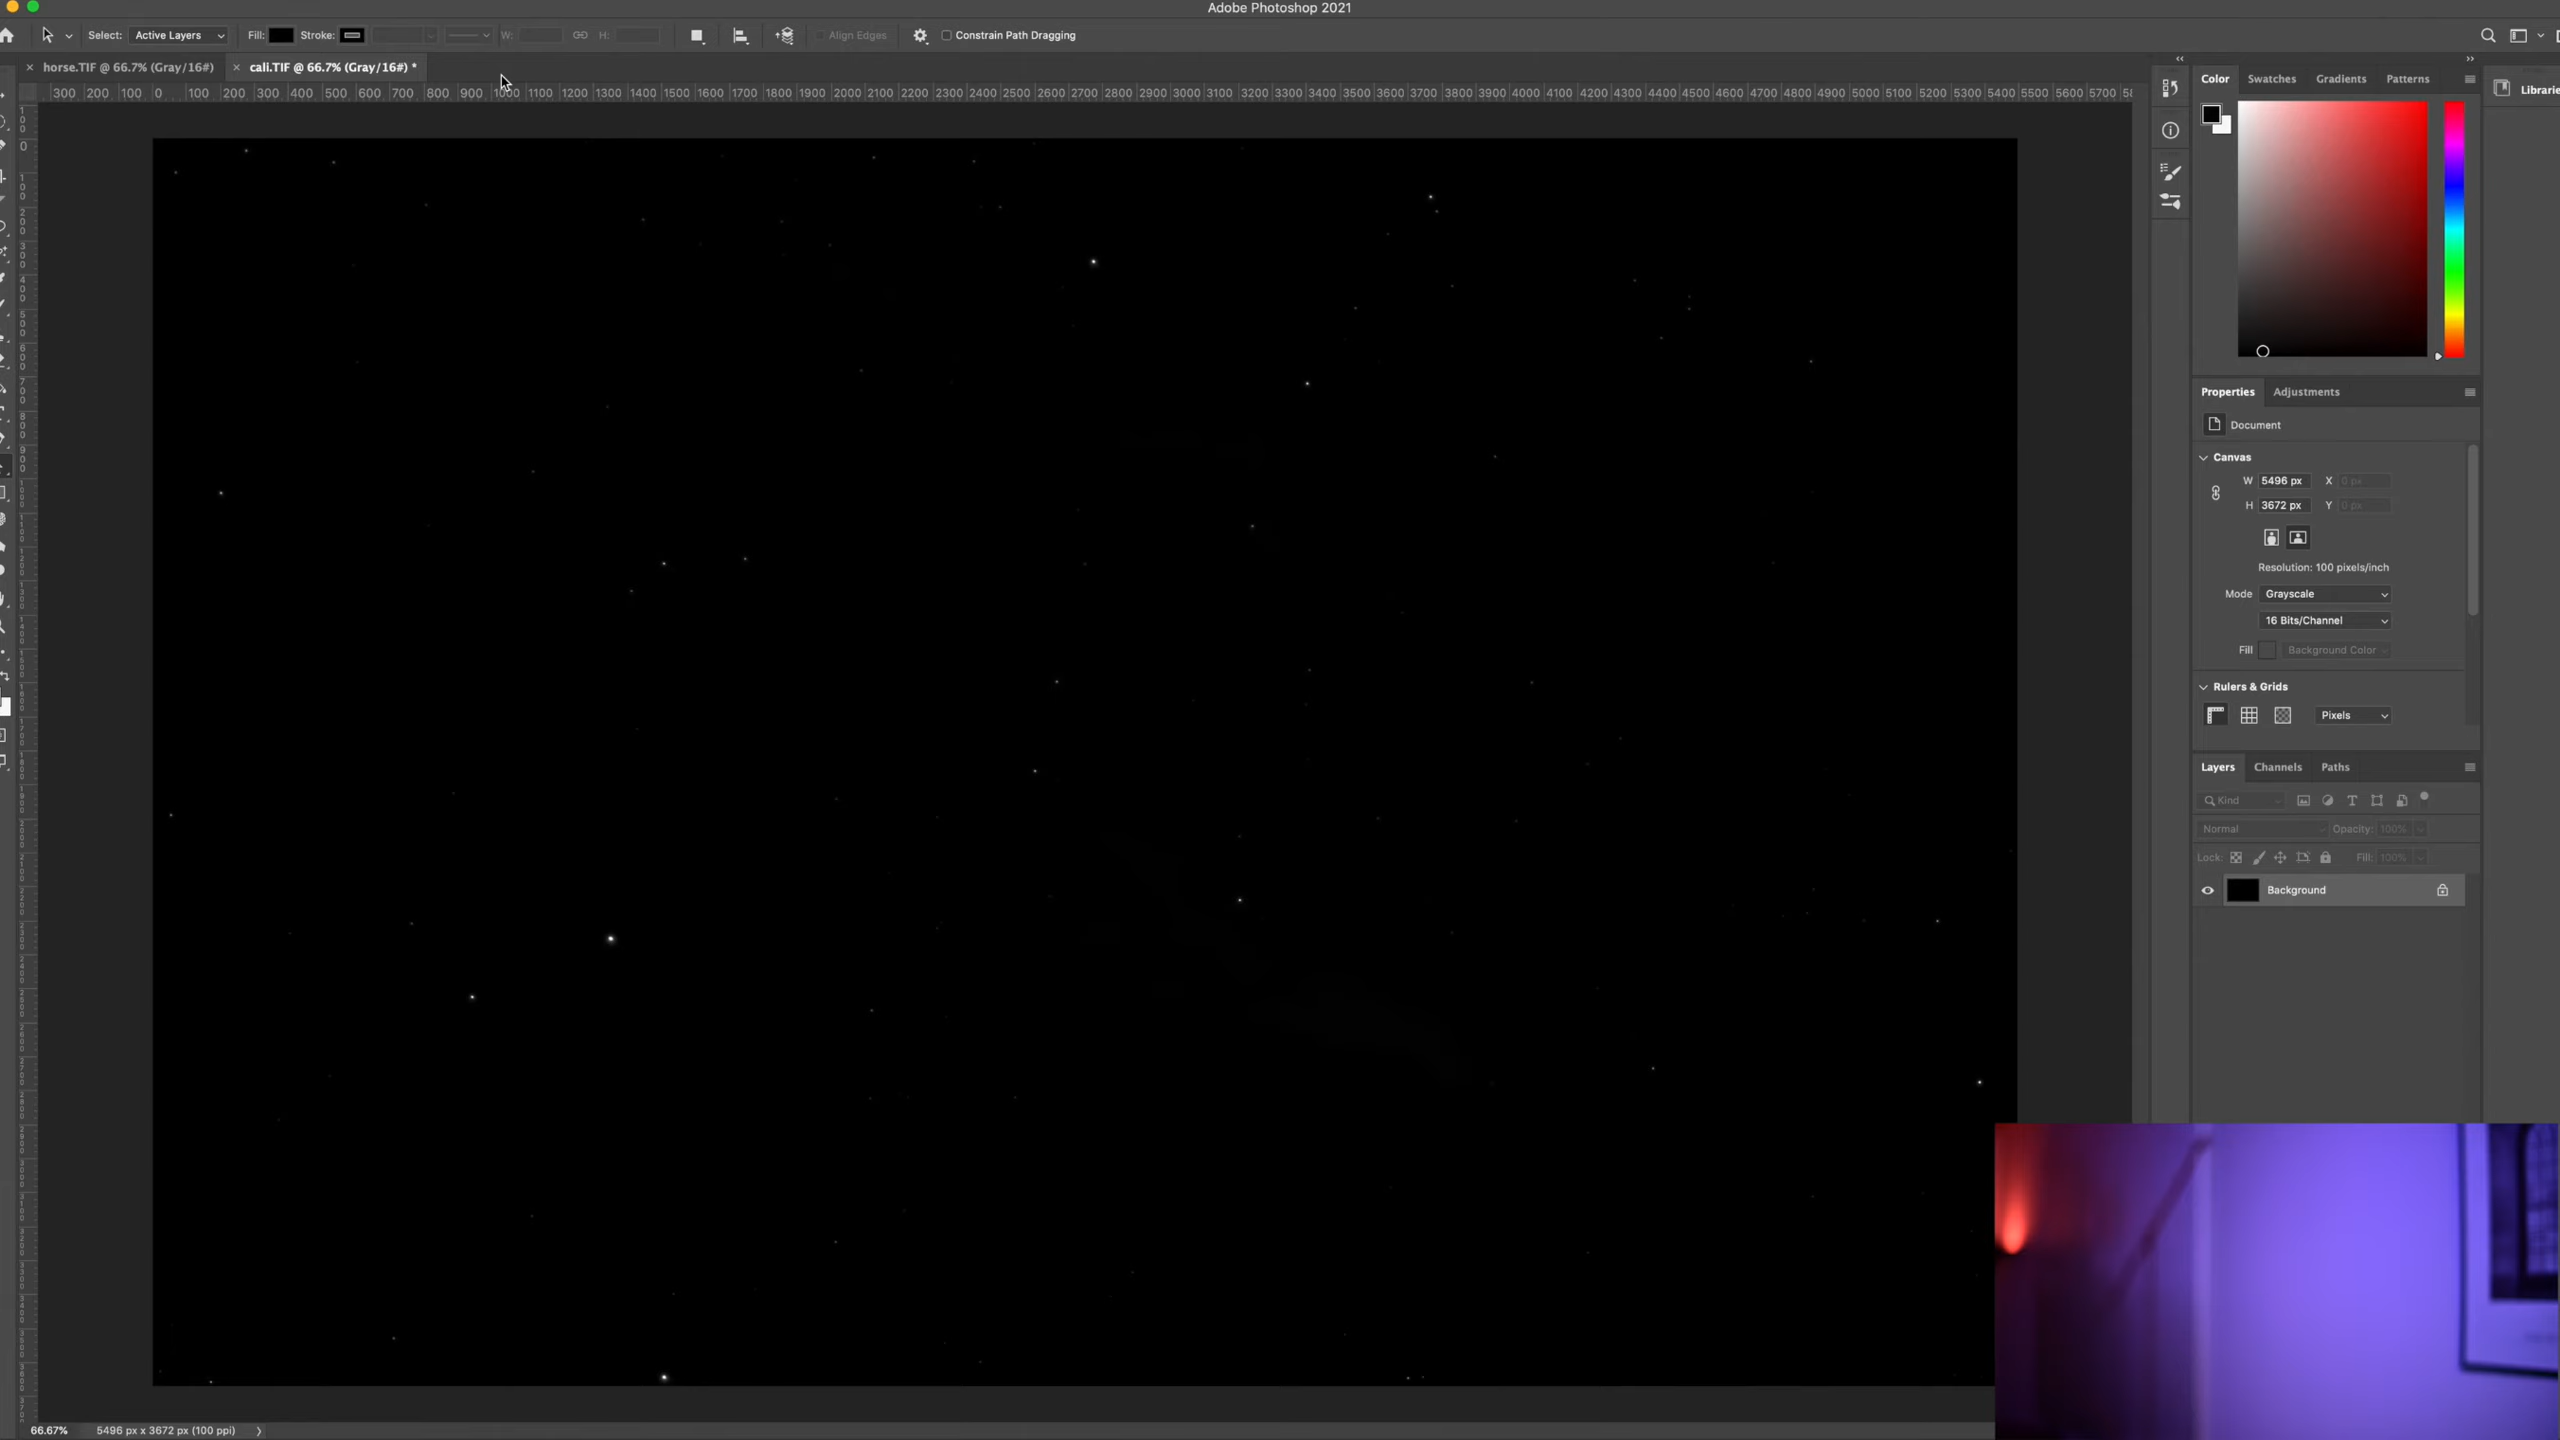 Adobe Photoshop 2021
Select: Active Layers Fill: Stroke: W: H: Align Edges Constrain Path Dragging
× horse.TIF @ 66.7% (Gray/16#) × cali.TIF @ 66.7% (Gray/16#) *
300 200 100 0 100 200 300 400 500 600 700 800 900 1000 1100 1200 1300 1400 1500 1600 1700 1800 1900 2000 2100 2200 2300 2400 2500 2600 2700 2800 2900 3000 3100 3200 3300 3400 3500 3600 3700 3800 3900 4000 4100 4200 4300 4400 4500 4600 4700 4800 4900 5000 5100 5200 5300 5400 5500 5600 5700
Color Swatches Gradients Patterns
Properties Adjustments
Document
Canvas
W 5496 px X 0 px
H 3672 px Y 0 px
Resolution: 100 pixels/inch
Mode Grayscale
16 Bits/Channel
Fill Background Color
Rulers & Grids
Pixels
Layers Channels Paths
Kind
Normal Opacity: 100%
Lock: Fill: 100%
Background
66.67% 5496 px x 3672 px (100 ppi)